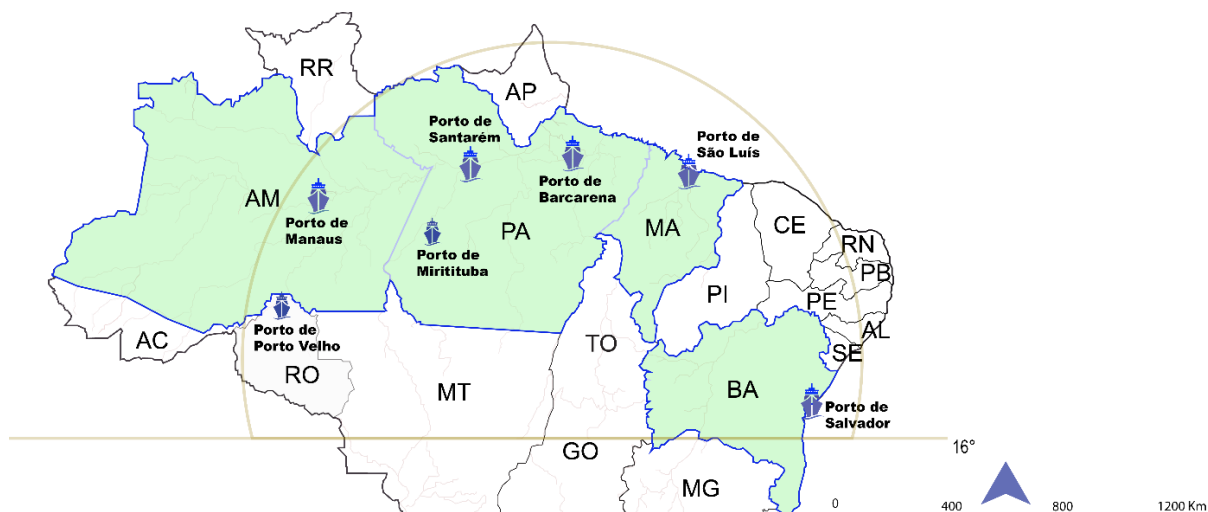 RR
AP
Porto de
Santarém
Porto de
São Luís
Porto de
Barcarena
AM
Porto de
Manaus
PA
MA
CE
RN
Porto de
Miritituba
PB
PI
PE
AL
Porto de
Porto Velho
AC
TO
SE
RO
MT
BA
Porto de
Salvador
16°
GO
MG
0
400
800
1200 Km